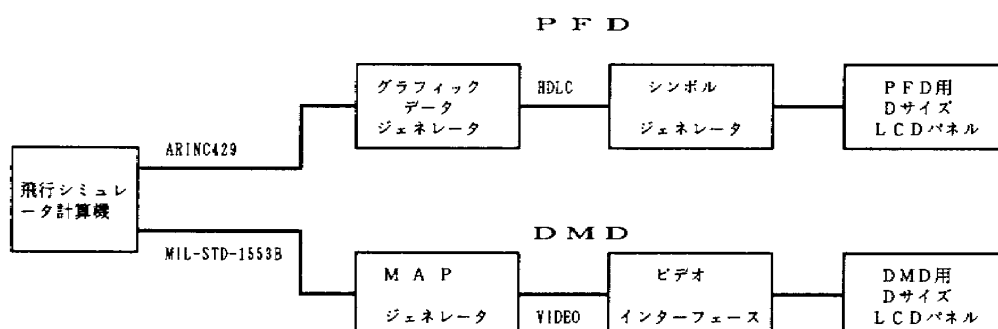 ＰＦＤ
グラフィック
データ
ジェネレータ
HDLC
シンボル
ジェネレータ
ＰＦＤ用
Ｄサイズ
ＬＣＤパネル
ARINC429
飛行シミュレ
ータ計算機
MIL-STD-1553B
ＤＭＤ
ＭＡＰ
ジェネレータ
VIDEO
ビデオ
インターフェース
ＤＭＤ用
Ｄサイズ
ＬＣＤパネル